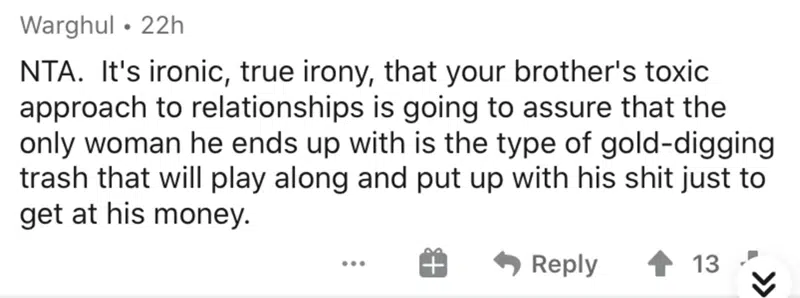 Warghul • 22h
NTA. It's ironic, true irony, that your brother's toxic
approach to relationships is going to assure that the
only woman he ends up with is the type of gold-digging
trash that will play along and put up with his shit just to
get at his money.
... Reply 13